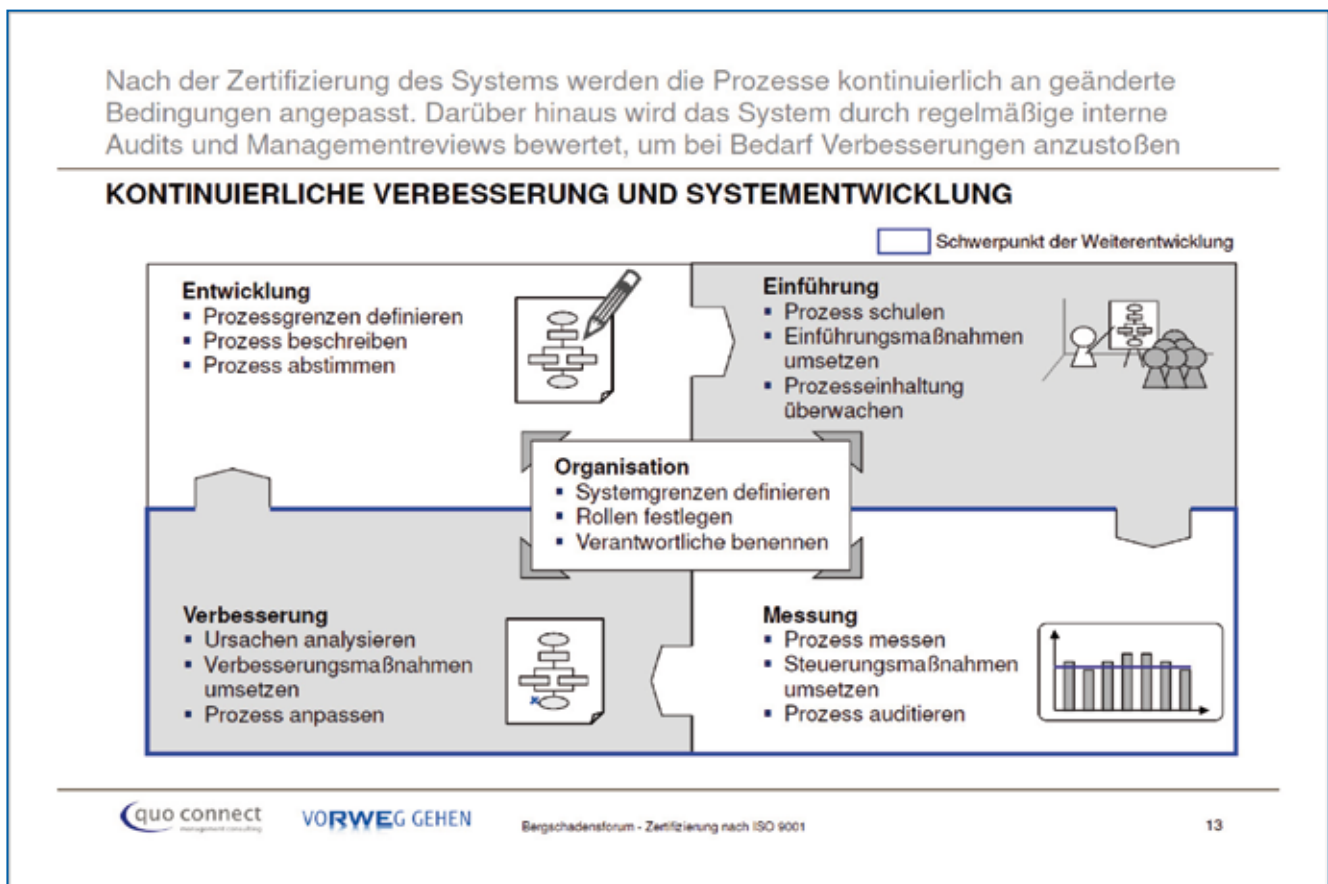 Nach der Zertifizierung des Systems werden die Prozesse kontinuierlich an geänderte
Bedingungen angepasst. Darüber hinaus wird das System durch regelmäßige interne
Audits und Managementreviews bewertet, um bei Bedarf Verbesserungen anzustoßen
KONTINUIERLICHE VERBESSERUNG UND SYSTEMENTWICKLUNG
Schwerpunkt der Weiterentwicklung
Entwicklung
▪ Prozessgrenzen definieren
▪ Prozess beschreiben
▪ Prozess abstimmen
Einführung
▪ Prozess schulen
▪ Einführungsmaßnahmen
umsetzen
▪ Prozesseinhaltung
überwachen
Organisation
▪ Systemgrenzen definieren
▪ Rollen festlegen
▪ Verantwortliche benennen
Verbesserung
▪ Ursachen analysieren
▪ Verbesserungsmaßnahmen
umsetzen
▪ Prozess anpassen
Messung
▪ Prozess messen
▪ Steuerungsmaßnahmen
umsetzen
▪ Prozess auditieren
quo connect
management consulting
VORWEG GEHEN
Bergschadensforum - Zertifizierung nach ISO 9001
13